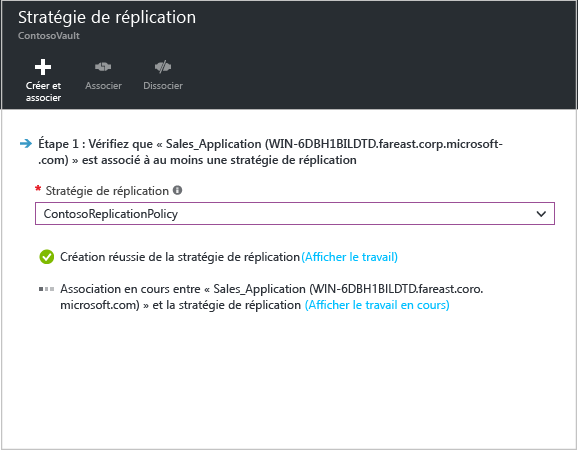 Stratégie de réplication
ContosoVault
Créer et
associer
Associer
Dissocier
Étape 1 : Vérifiez que « Sales_Application (WIN-6DBH1BILDTD.fareast.corp.microsoft-
.com) » est associé à au moins une stratégie de réplication
* Stratégie de réplication
ContosoReplicationPolicy
Création réussie de la stratégie de réplication(Afficher le travail)
Association en cours entre « Sales_Application (WIN-6DBH1BILDTD.fareast.coro.
microsoft.com) » et la stratégie de réplication (Afficher le travail en cours)